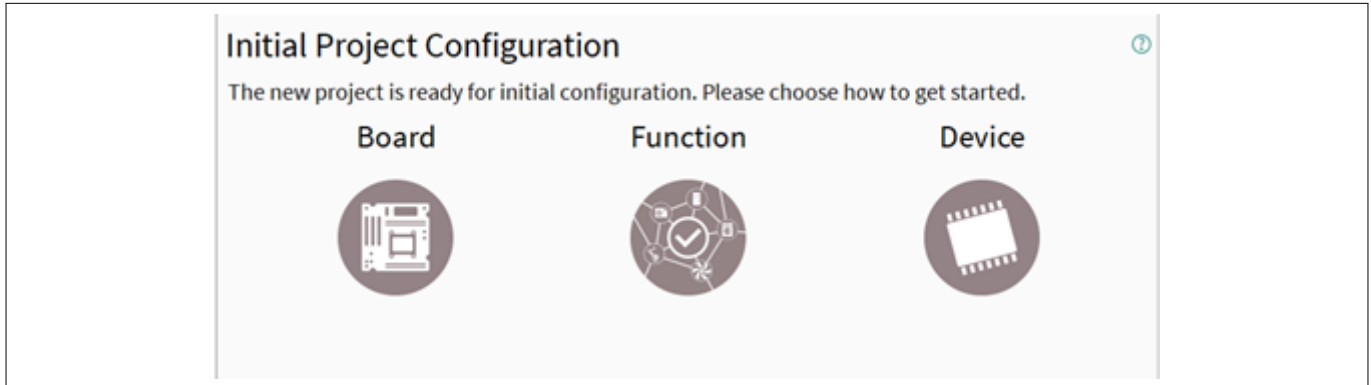 Initial Project Configuration
The new project is ready for initial configuration. Please choose how to get started.
Board Function Device